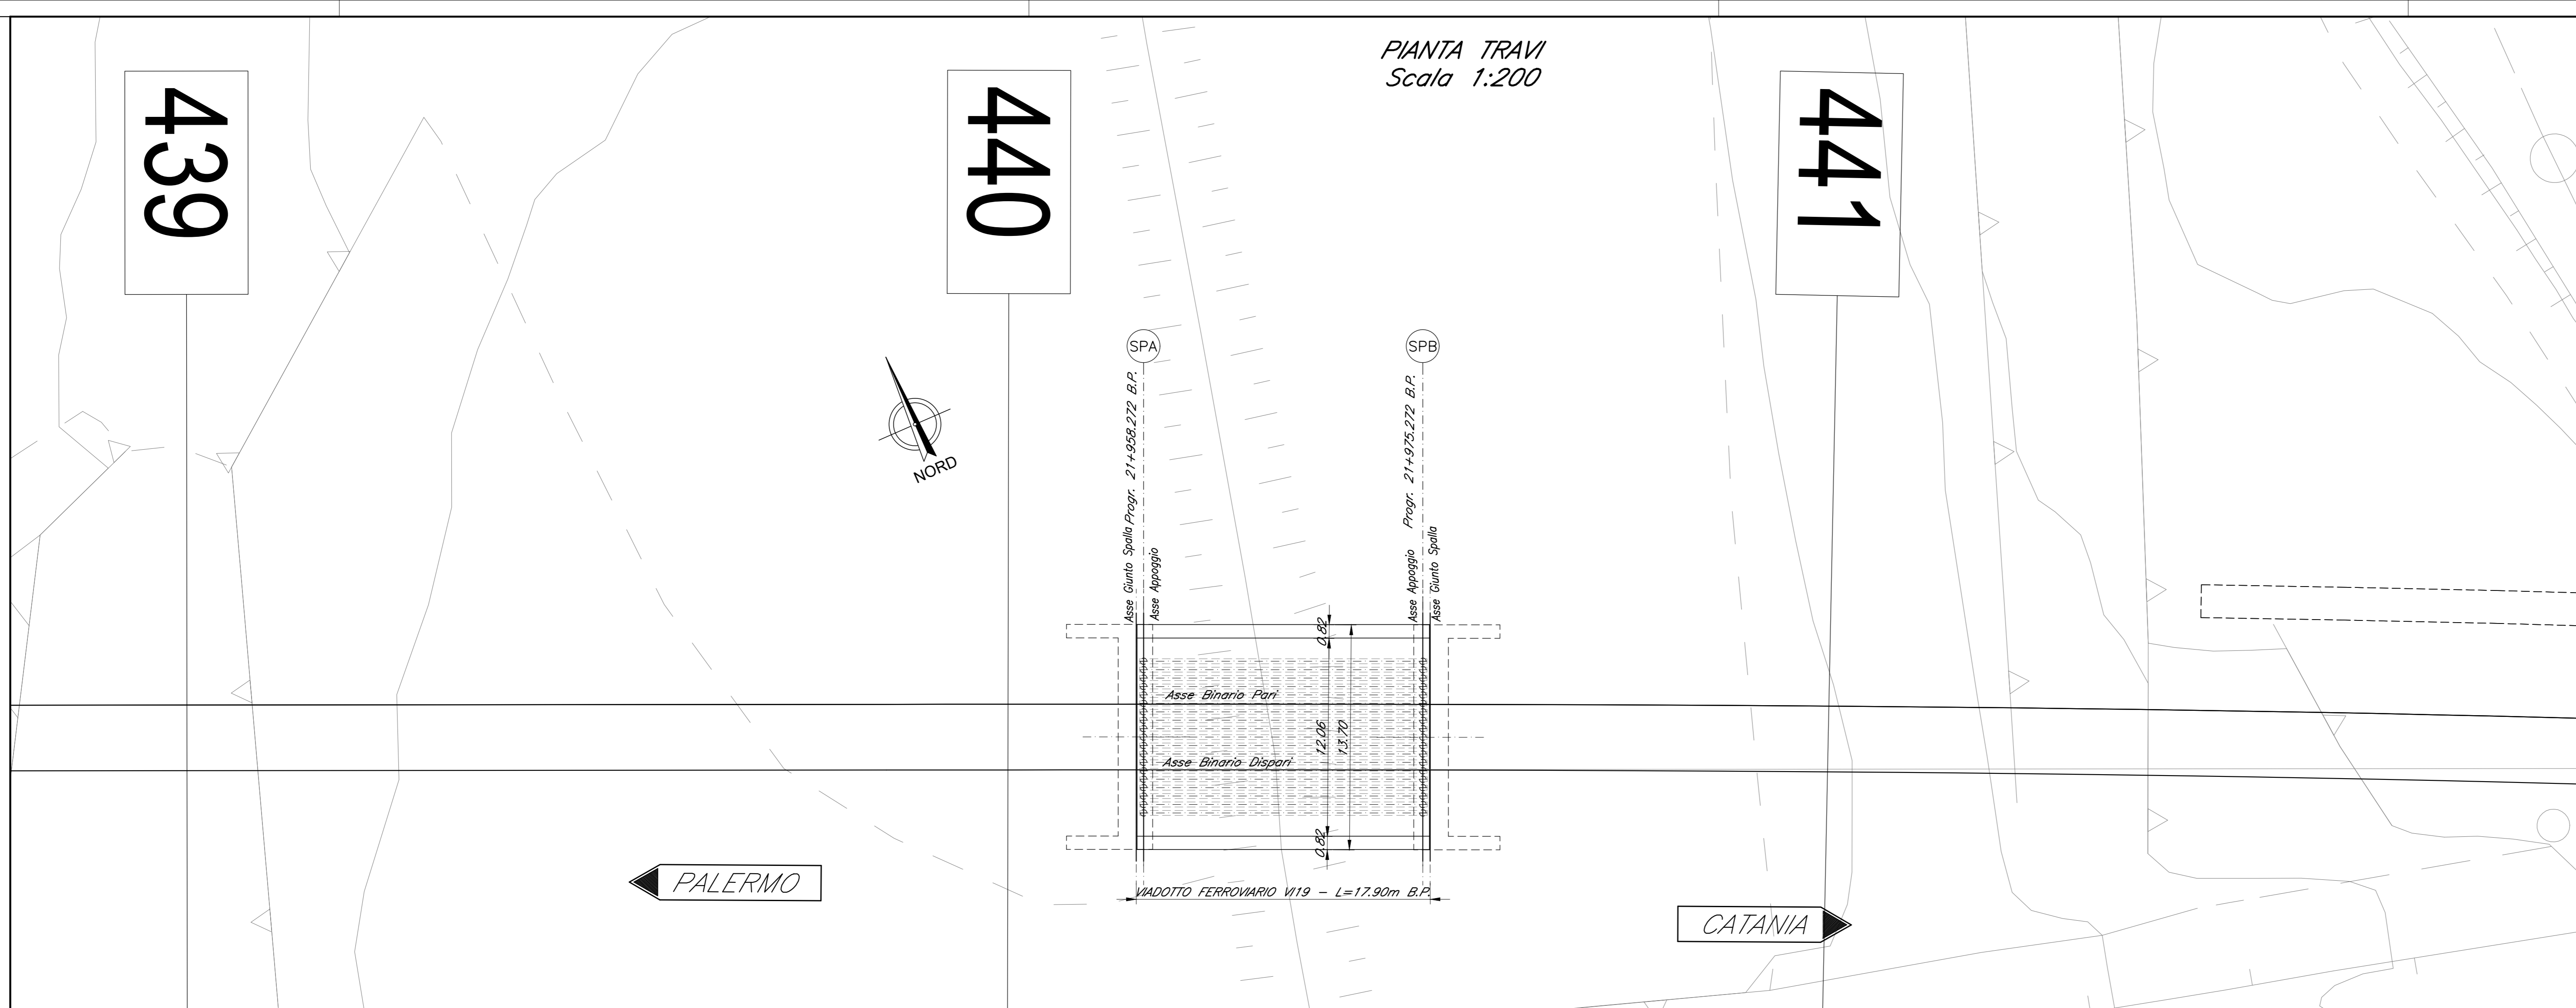 PIANTA TRAVI
Scala 1:200
439
440
441
SPA
SPB
Progr. 21+958.272 B.P.
Asse Giunto Spalla
Asse Appoggio
Progr. 21+975.272 B.P.
Asse Appoggio
Asse Giunto Spalla
NORD
0.82
Asse Binario Pari
12.06
13.70
Asse Binario Dispari
0.82
VIADOTTO FERROVIARIO VI19 - L=17.90m B.P.
PALERMO
CATANIA